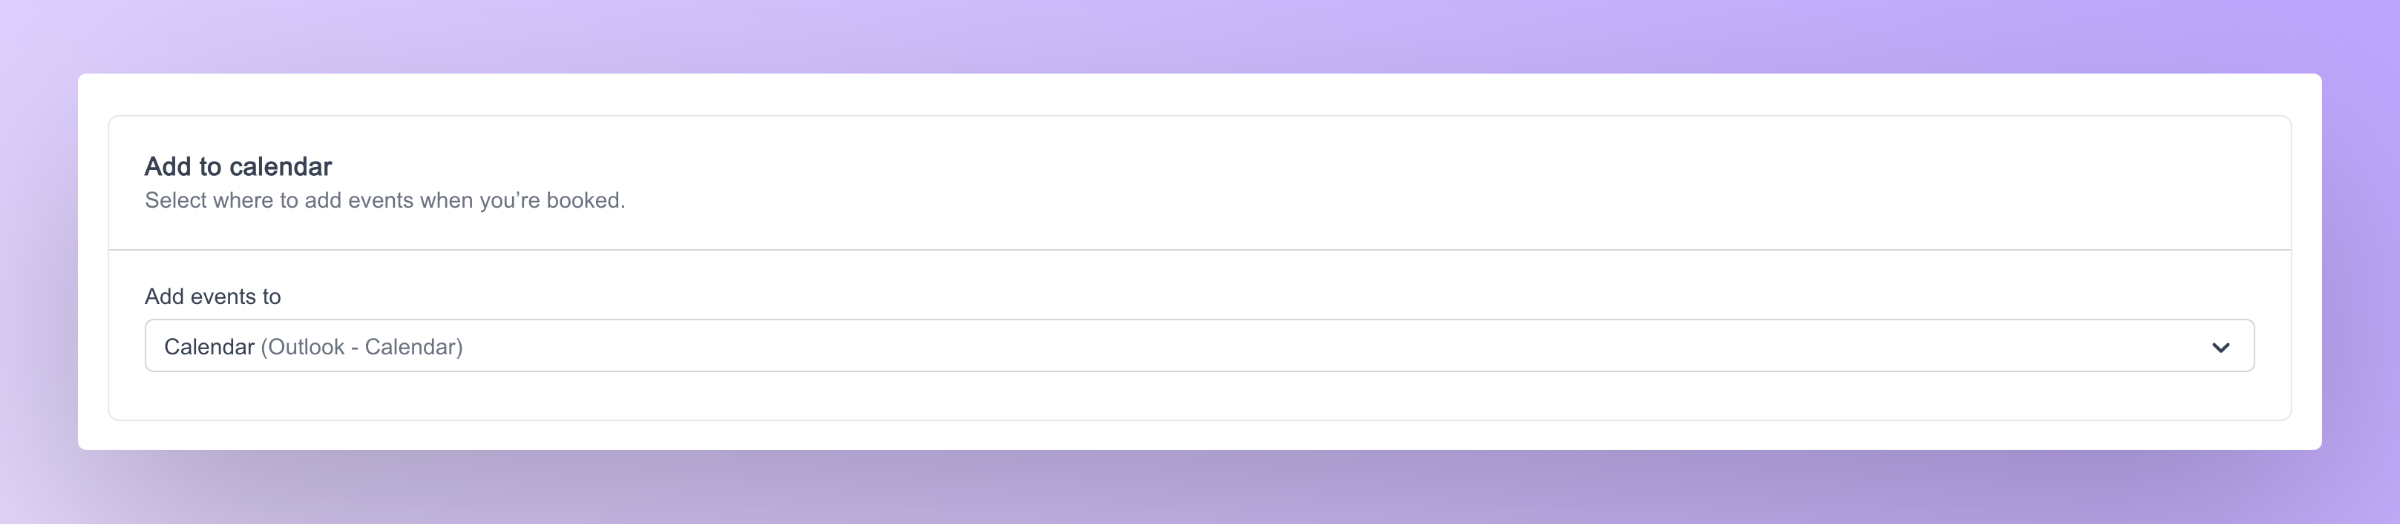 Add to calendar
Select where to add events when you’re booked.
Add events to
Calendar (Outlook - Calendar)